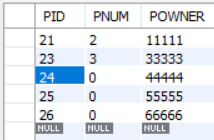 PID PNUM POWNER
21 2 11111
23 3 33333
24 0 44444
25 0 55555
26 0 66666
NULL NULL NULL